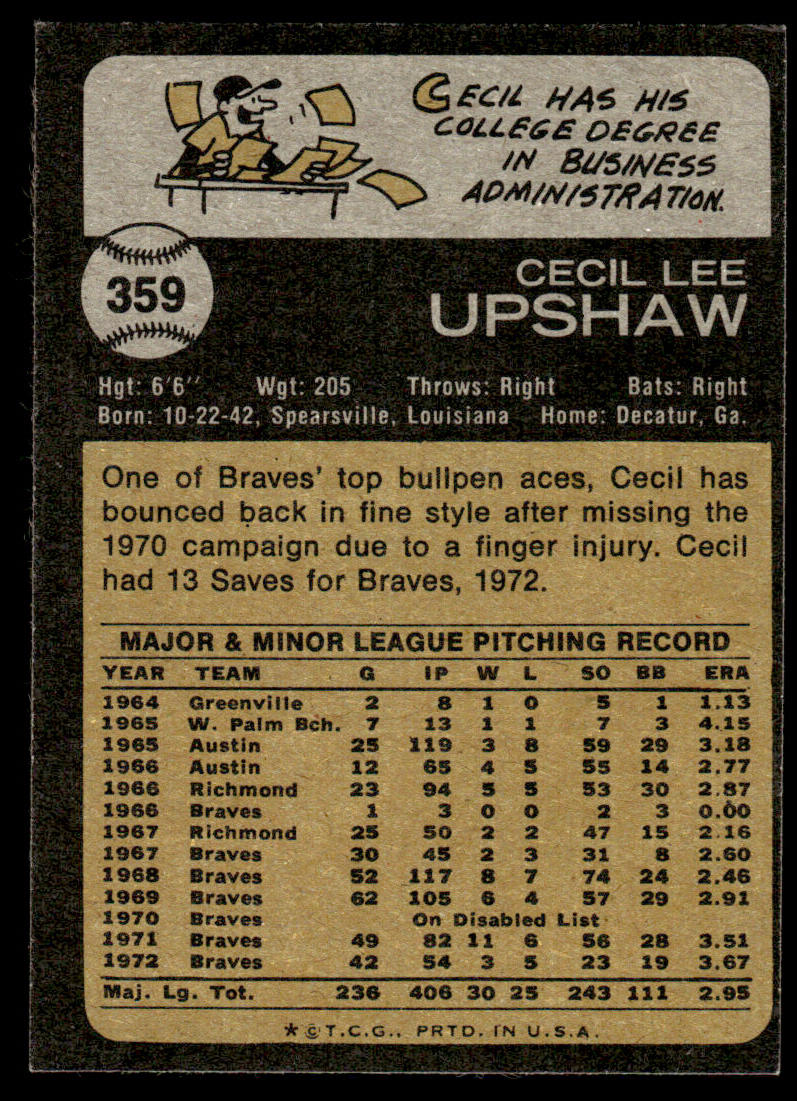 CECIL HAS HIS
COLLEGE DEGREE
IN BUSINESS
ADMINISTRATION.
359
CECIL LEE
UPSHAW
Hgt: 6'6" Wgt: 205 Throws: Right Bats: Right
Born: 10-22-42, Spearsville, Louisiana Home: Decatur, Ga.
One of Braves' top bullpen aces, Cecil has
bounced back in fine style after missing the
1970 campaign due to a finger injury. Cecil
had 13 Saves for Braves, 1972.
MAJOR & MINOR LEAGUE PITCHING RECORD
YEAR TEAM G IP W L SO BB ERA
1964 Greenville 2 8 1 0 5 1 1.13
1965 W. Palm Bch. 7 13 1 1 7 3 4.15
1965 Austin 25 119 3 8 59 29 3.18
1966 Austin 12 65 4 5 55 14 2.77
1966 Richmond 23 94 5 5 53 30 2.87
1966 Braves 1 3 0 0 2 3 0.00
1967 Richmond 25 50 2 2 47 15 2.16
1967 Braves 30 45 2 3 31 8 2.60
1968 Braves 52 117 8 7 74 24 2.46
1969 Braves 62 105 6 4 57 29 2.91
1970 Braves On Disabled List
1971 Braves 49 82 11 6 56 28 3.51
1972 Braves 42 54 3 5 23 19 3.67
Maj. Lg. Tot. 236 406 30 25 243 111 2.95
* © T.C.G., PRTD. IN U.S.A.